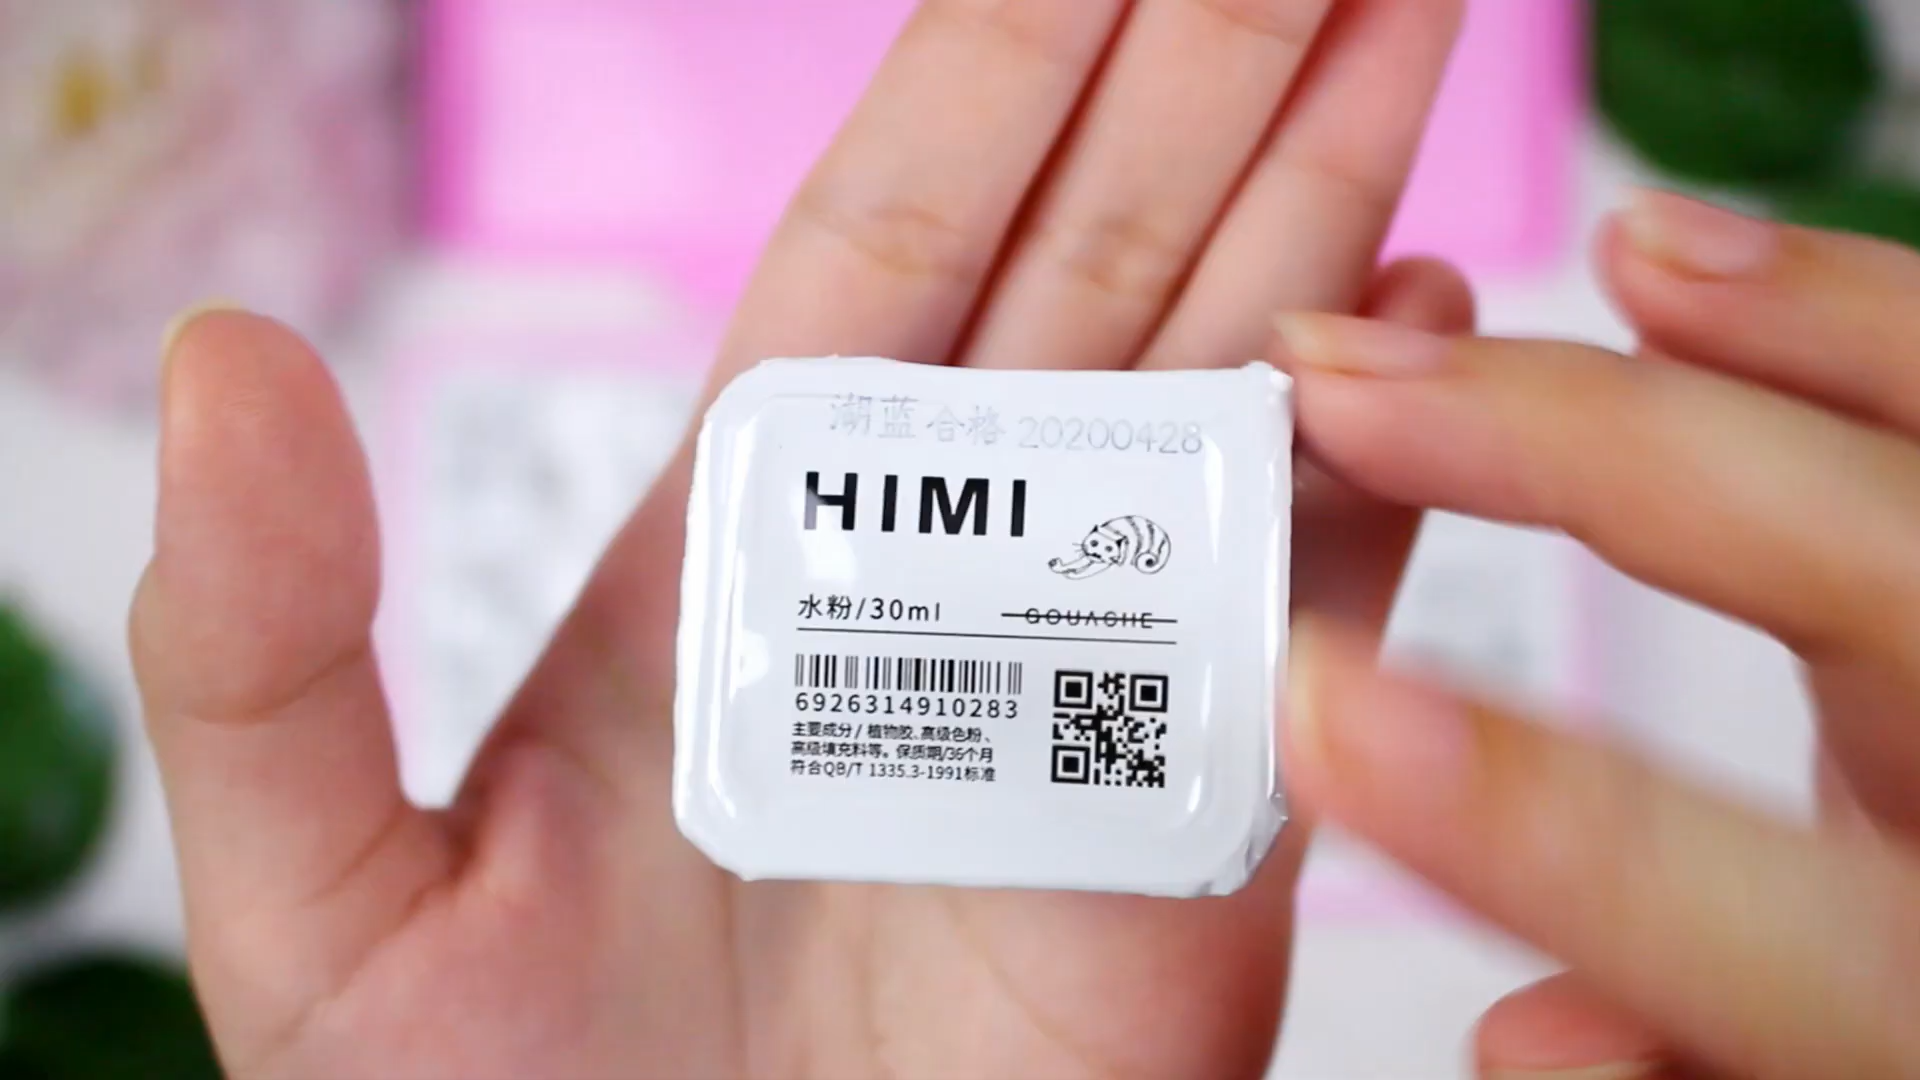 湖蓝 合格 20200428
HIMI
水粉/30ml GOUACHE
6926314910283
主要成分/植物胶、高级色粉、
高级填充料等。保质期/36个月
符合QB/T 1335.3-1991标准